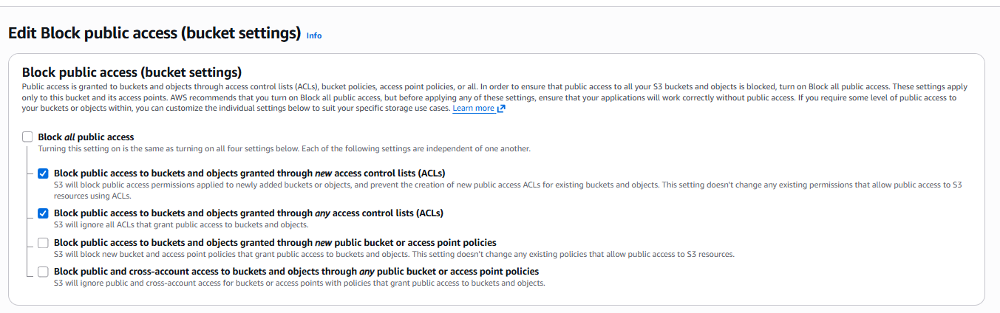 Edit Block public access (bucket settings) Info
Block public access (bucket settings)
Public access is granted to buckets and objects through access control lists (ACLs), bucket policies, access point policies, or all. In order to ensure that public access to all your S3 buckets and objects is blocked, turn on Block all public access. These settings apply
only to this bucket and its access points. AWS recommends that you turn on Block all public access, but before applying any of these settings, ensure that your applications will work correctly without public access. If you require some level of public access to
your buckets or objects within, you can customize the individual settings below to suit your specific storage use cases. Learn more
Block all public access
Turning this setting on is the same as turning on all four settings below. Each of the following settings are independent of one another.
Block public access to buckets and objects granted through new access control lists (ACLs)
S3 will block public access permissions applied to newly added buckets or objects, and prevent the creation of new public access ACLs for existing buckets and objects. This setting doesn't change any existing permissions that allow public access to S3
resources using ACLs.
Block public access to buckets and objects granted through any access control lists (ACLs)
S3 will ignore all ACLs that grant public access to buckets and objects.
Block public access to buckets and objects granted through new public bucket or access point policies
S3 will block new bucket and access point policies that grant public access to buckets and objects. This setting doesn't change any existing policies that allow public access to S3 resources.
Block public and cross-account access to buckets and objects through any public bucket or access point policies
S3 will ignore public and cross-account access for buckets or access points with policies that grant public access to buckets and objects.